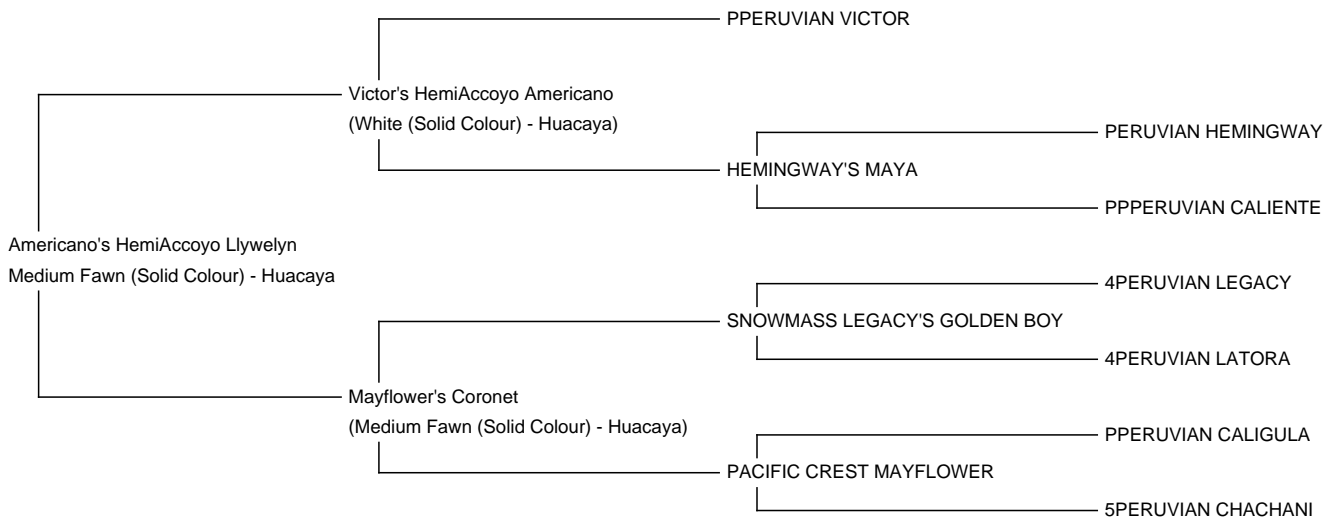 PPERUVIAN VICTOR
Victor's HemiAccoyo Americano
(White (Solid Colour) - Huacaya)
PERUVIAN HEMINGWAY
HEMINGWAY'S MAYA
PPPERUVIAN CALIENTE
Americano's HemiAccoyo Llywelyn
Medium Fawn (Solid Colour) - Huacaya
4PERUVIAN LEGACY
SNOWMASS LEGACY'S GOLDEN BOY
4PERUVIAN LATORA
Mayflower's Coronet
(Medium Fawn (Solid Colour) - Huacaya)
PPERUVIAN CALIGULA
PACIFIC CREST MAYFLOWER
5PERUVIAN CHACHANI